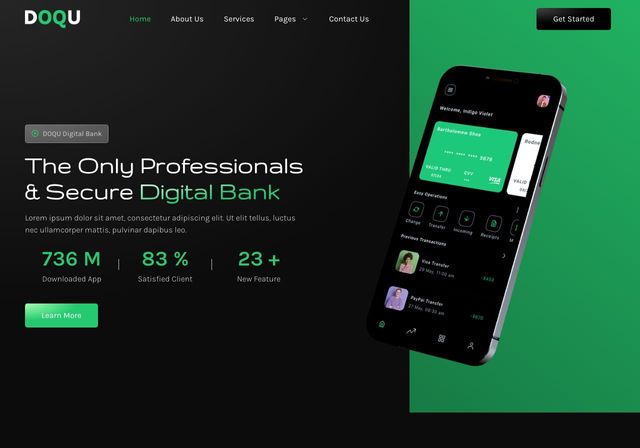 DOQU
Home About Us Services Pages Contact Us
Get Started
DOQU Digital Bank
The Only Professionals
& Secure Digital Bank
Lorem ipsum dolor sit amet, consectetur adipiscing elit. Ut elit tellus, luctus
nec ullamcorper mattis, pulvinar dapibus leo.
736 M 83 % 23 +
Downloaded App Satisfied Client New Feature
Learn More
Welcome, Indigo Violet
Bartholomew Shoe
**** **** **** 5678
VALID THRU CVV VISA
Rodne
VALID
Easy Operations
Change Transfer Incoming Receipts M
Previous Transactions
Visa Transfer
29 May, 11:00 am
PayPal Transfer
27 May, 08:30 am